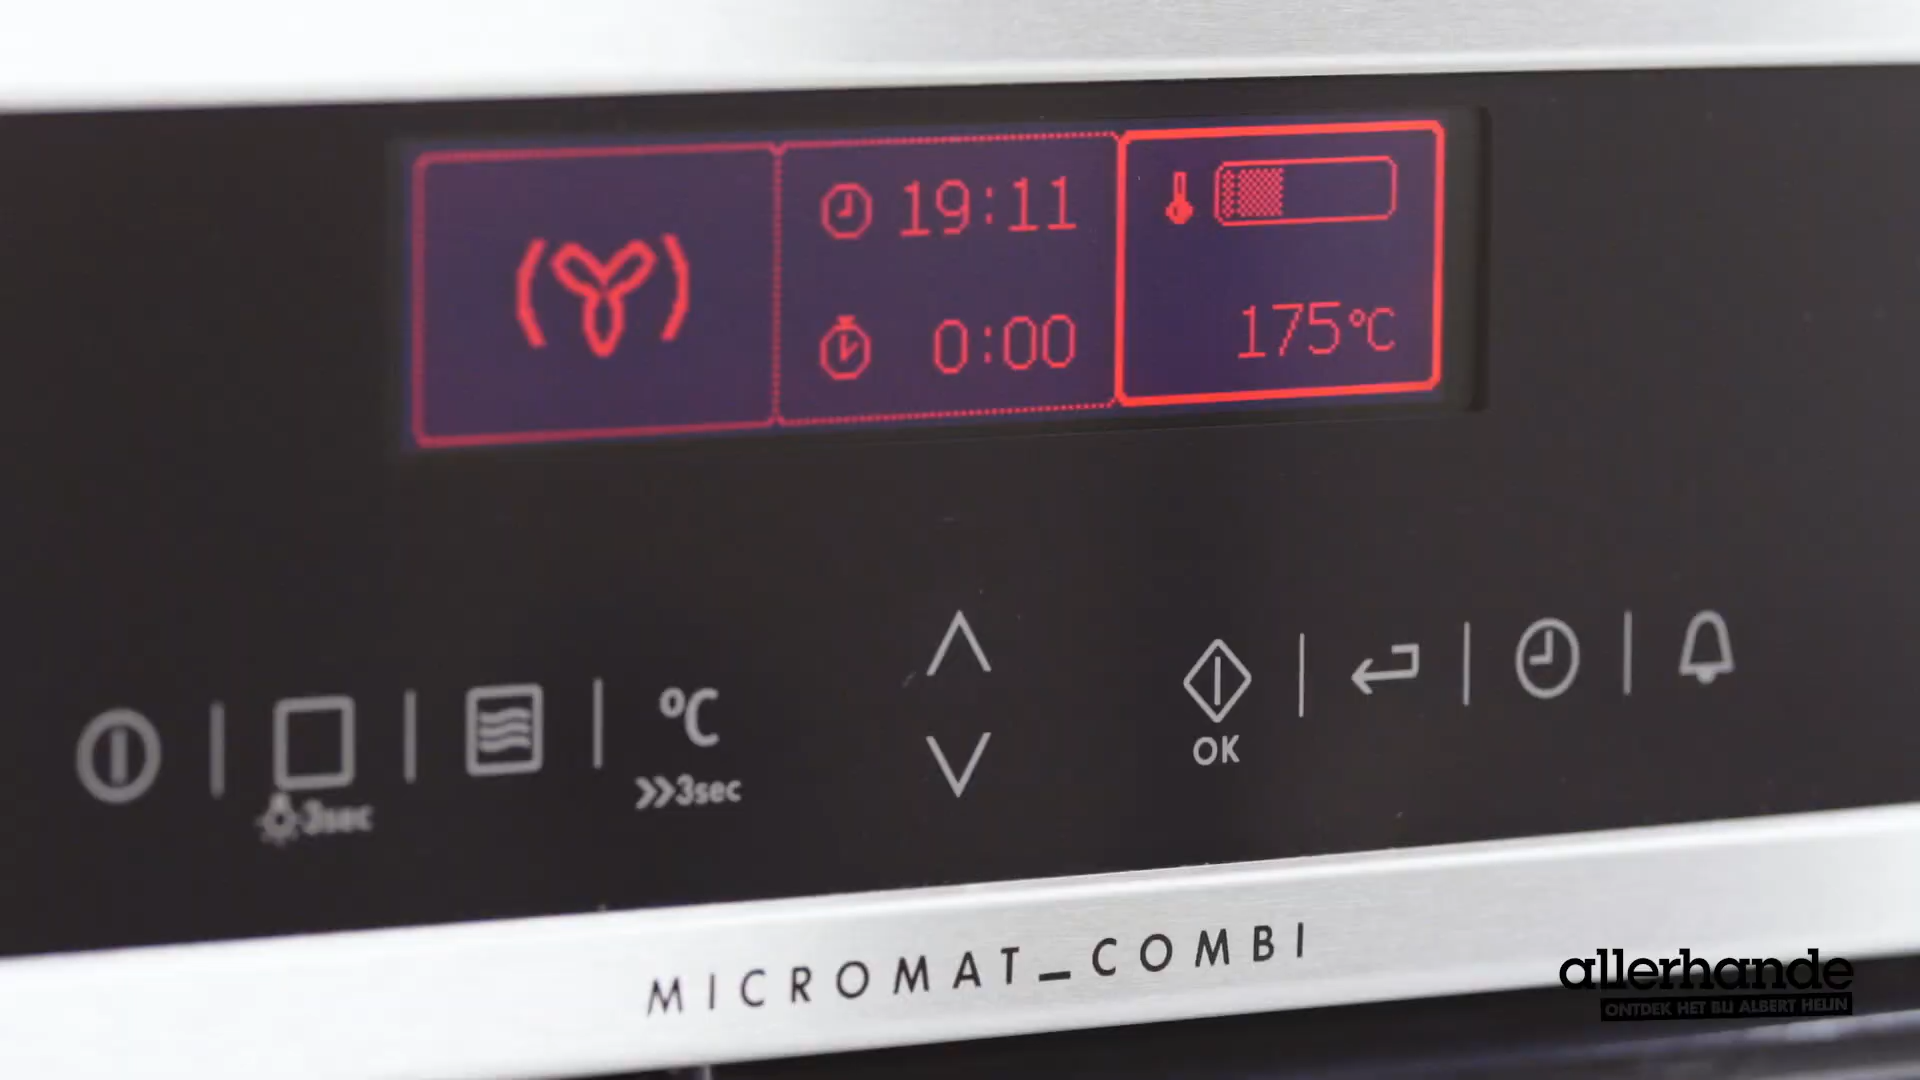 19:11
0:00
175°C
3sec
°C
>>3sec
OK
MICROMAT_COMBI
allerhande
ONTDEK HET BIJ ALBERT HEIJN